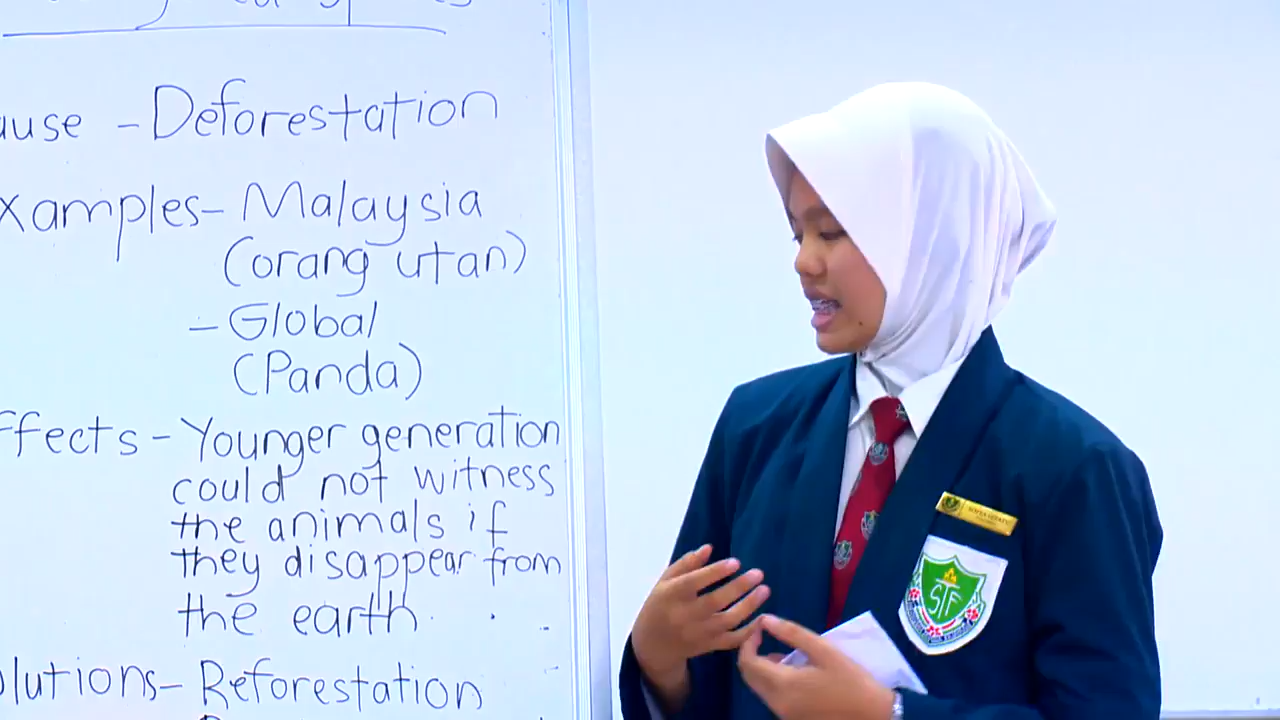 ause - Deforestation
xamples- Malaysia
(orang utan)
- Global
(Panda)
ffects - Younger generation
could not witness
the animals if
they disappear from
the earth.
olutions- Reforestation
STF